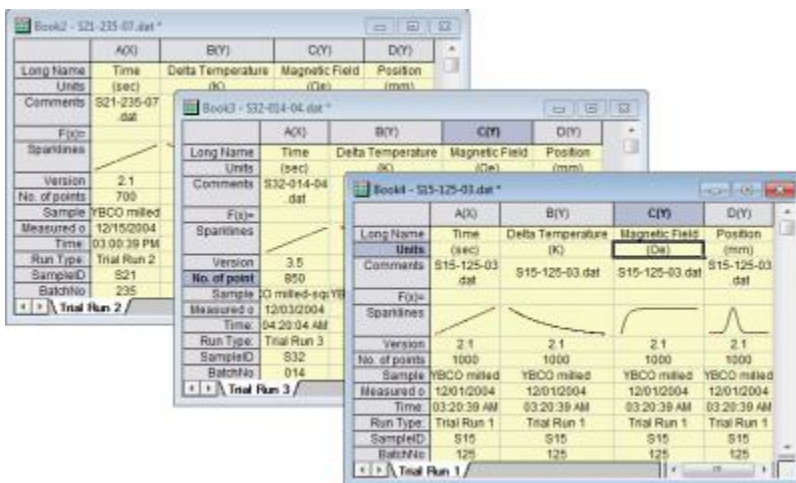 Book2 - S21-235-07.dat *
A(X) B(Y) C(Y) D(Y)
Long Name Time Delta Temperature Magnetic Field Position
Units (sec) (K) (Oe) (mm)
Comments S21-235-07
.dat
F(x)=
Sparklines
Version 2.1
No. of points 700
Sample YBCO milled
Measured o 12/15/2004
Time: 03:00:39 PM
Run Type: Trial Run 2
SampleID S21
BatchNo 235
Trial Run 2
Book3 - S32-014-04.dat *
A(X) B(Y) C(Y) D(Y)
Long Name Time Delta Temperature Magnetic Field Position
Units (sec) (K) (Oe) (mm)
Comments S32-014-04
.dat
F(x)=
Sparklines
Version 3.5
No. of point 850
Sample O milled-sq
Measured o 12/03/2004
Time: 04:20:04 AM
Run Type: Trial Run 3
SampleID S32
BatchNo 014
Trial Run 3
Book4 - S15-125-03.dat *
A(X) B(Y) C(Y) D(Y)
Long Name Time Delta Temperature Magnetic Field Position
Units (sec) (K) (Oe) (mm)
Comments S15-125-03 S15-125-03.dat S15-125-03.dat S15-125-03
.dat .dat
F(x)=
Sparklines
Version 2.1 2.1 2.1 2.1
No. of points 1000 1000 1000 1000
Sample YBCO milled YBCO milled YBCO milled YBCO milled
Measured o 12/01/2004 12/01/2004 12/01/2004 12/01/2004
Time: 03:20:39 AM 03:20:39 AM 03:20:39 AM 03:20:39 AM
Run Type: Trial Run 1 Trial Run 1 Trial Run 1 Trial Run 1
SampleID S15 S15 S15 S15
BatchNo 125 125 125 125
Trial Run 1